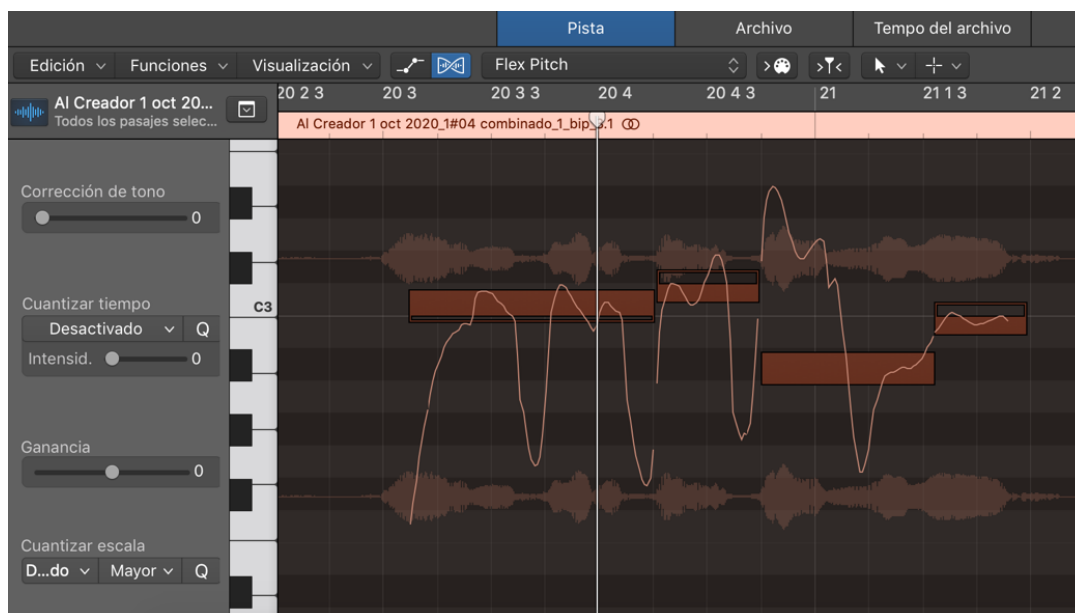 Pista Archivo Tempo del archivo
Edición Funciones Visualización Flex Pitch
20 2 3 20 3 20 3 3 20 4 20 4 3 21 21 1 3 21 2
Al Creador 1 oct 20...
Todos los pasajes selec...
Al Creador 1 oct 2020_1#04 combinado_1_bip_3.1
Corrección de tono
0
Cuantizar tiempo
Desactivado Q
Intensid. 0
C3
Ganancia
0
Cuantizar escala
D...do Mayor Q